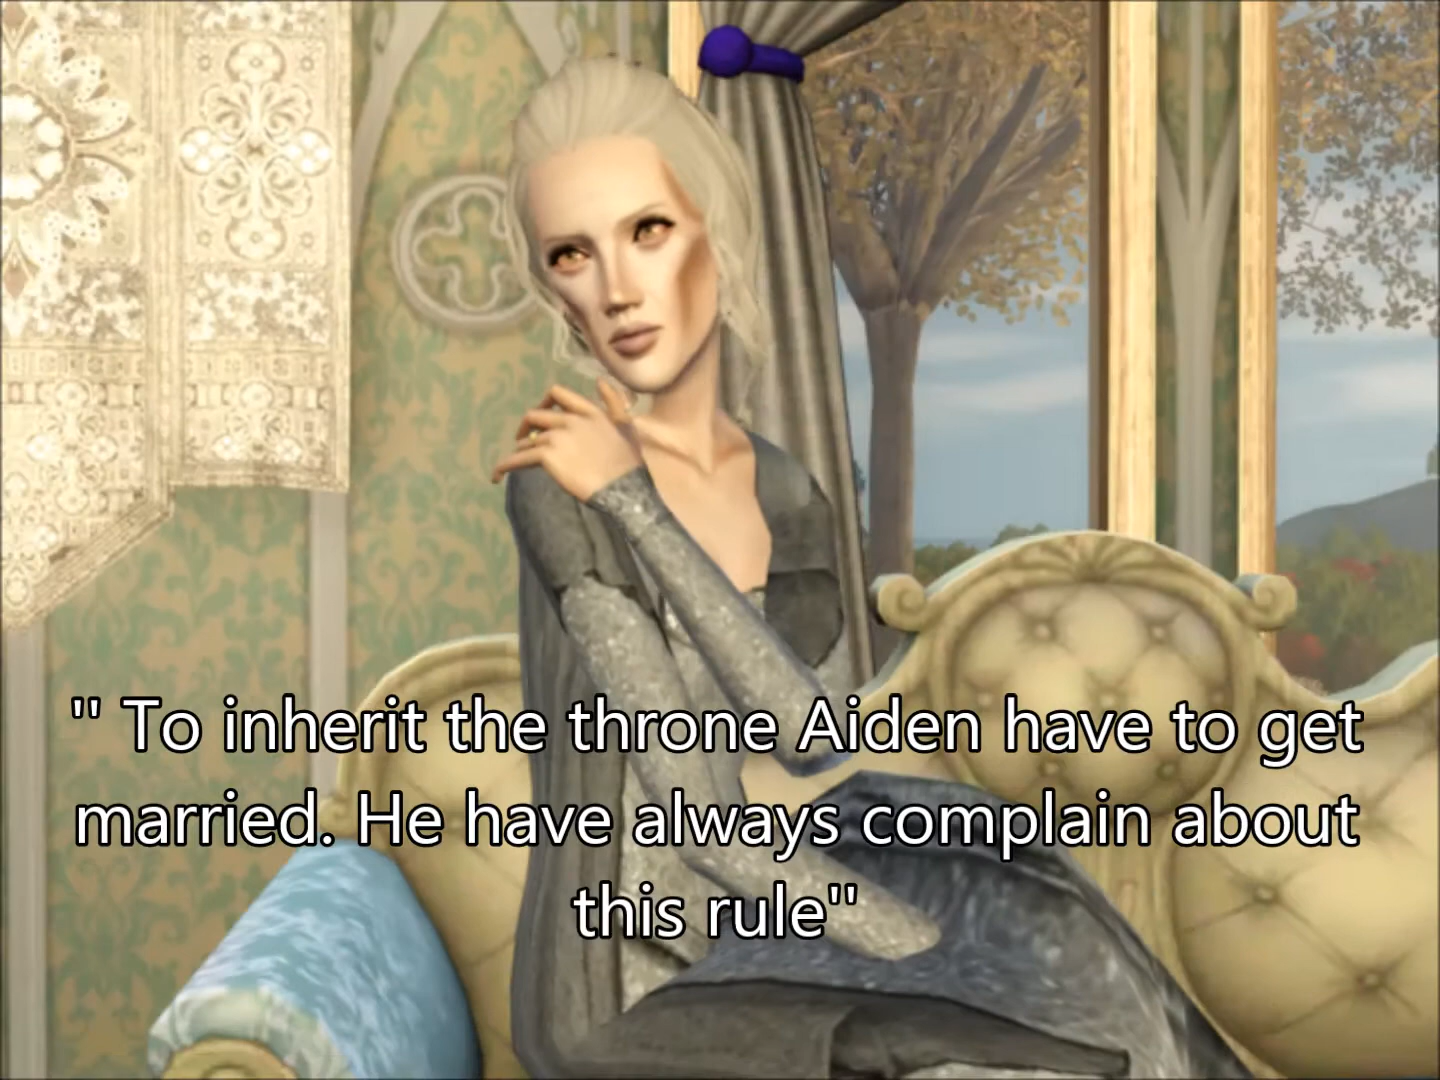 " To inherit the throne Aiden have to get
married. He have always complain about
this rule"